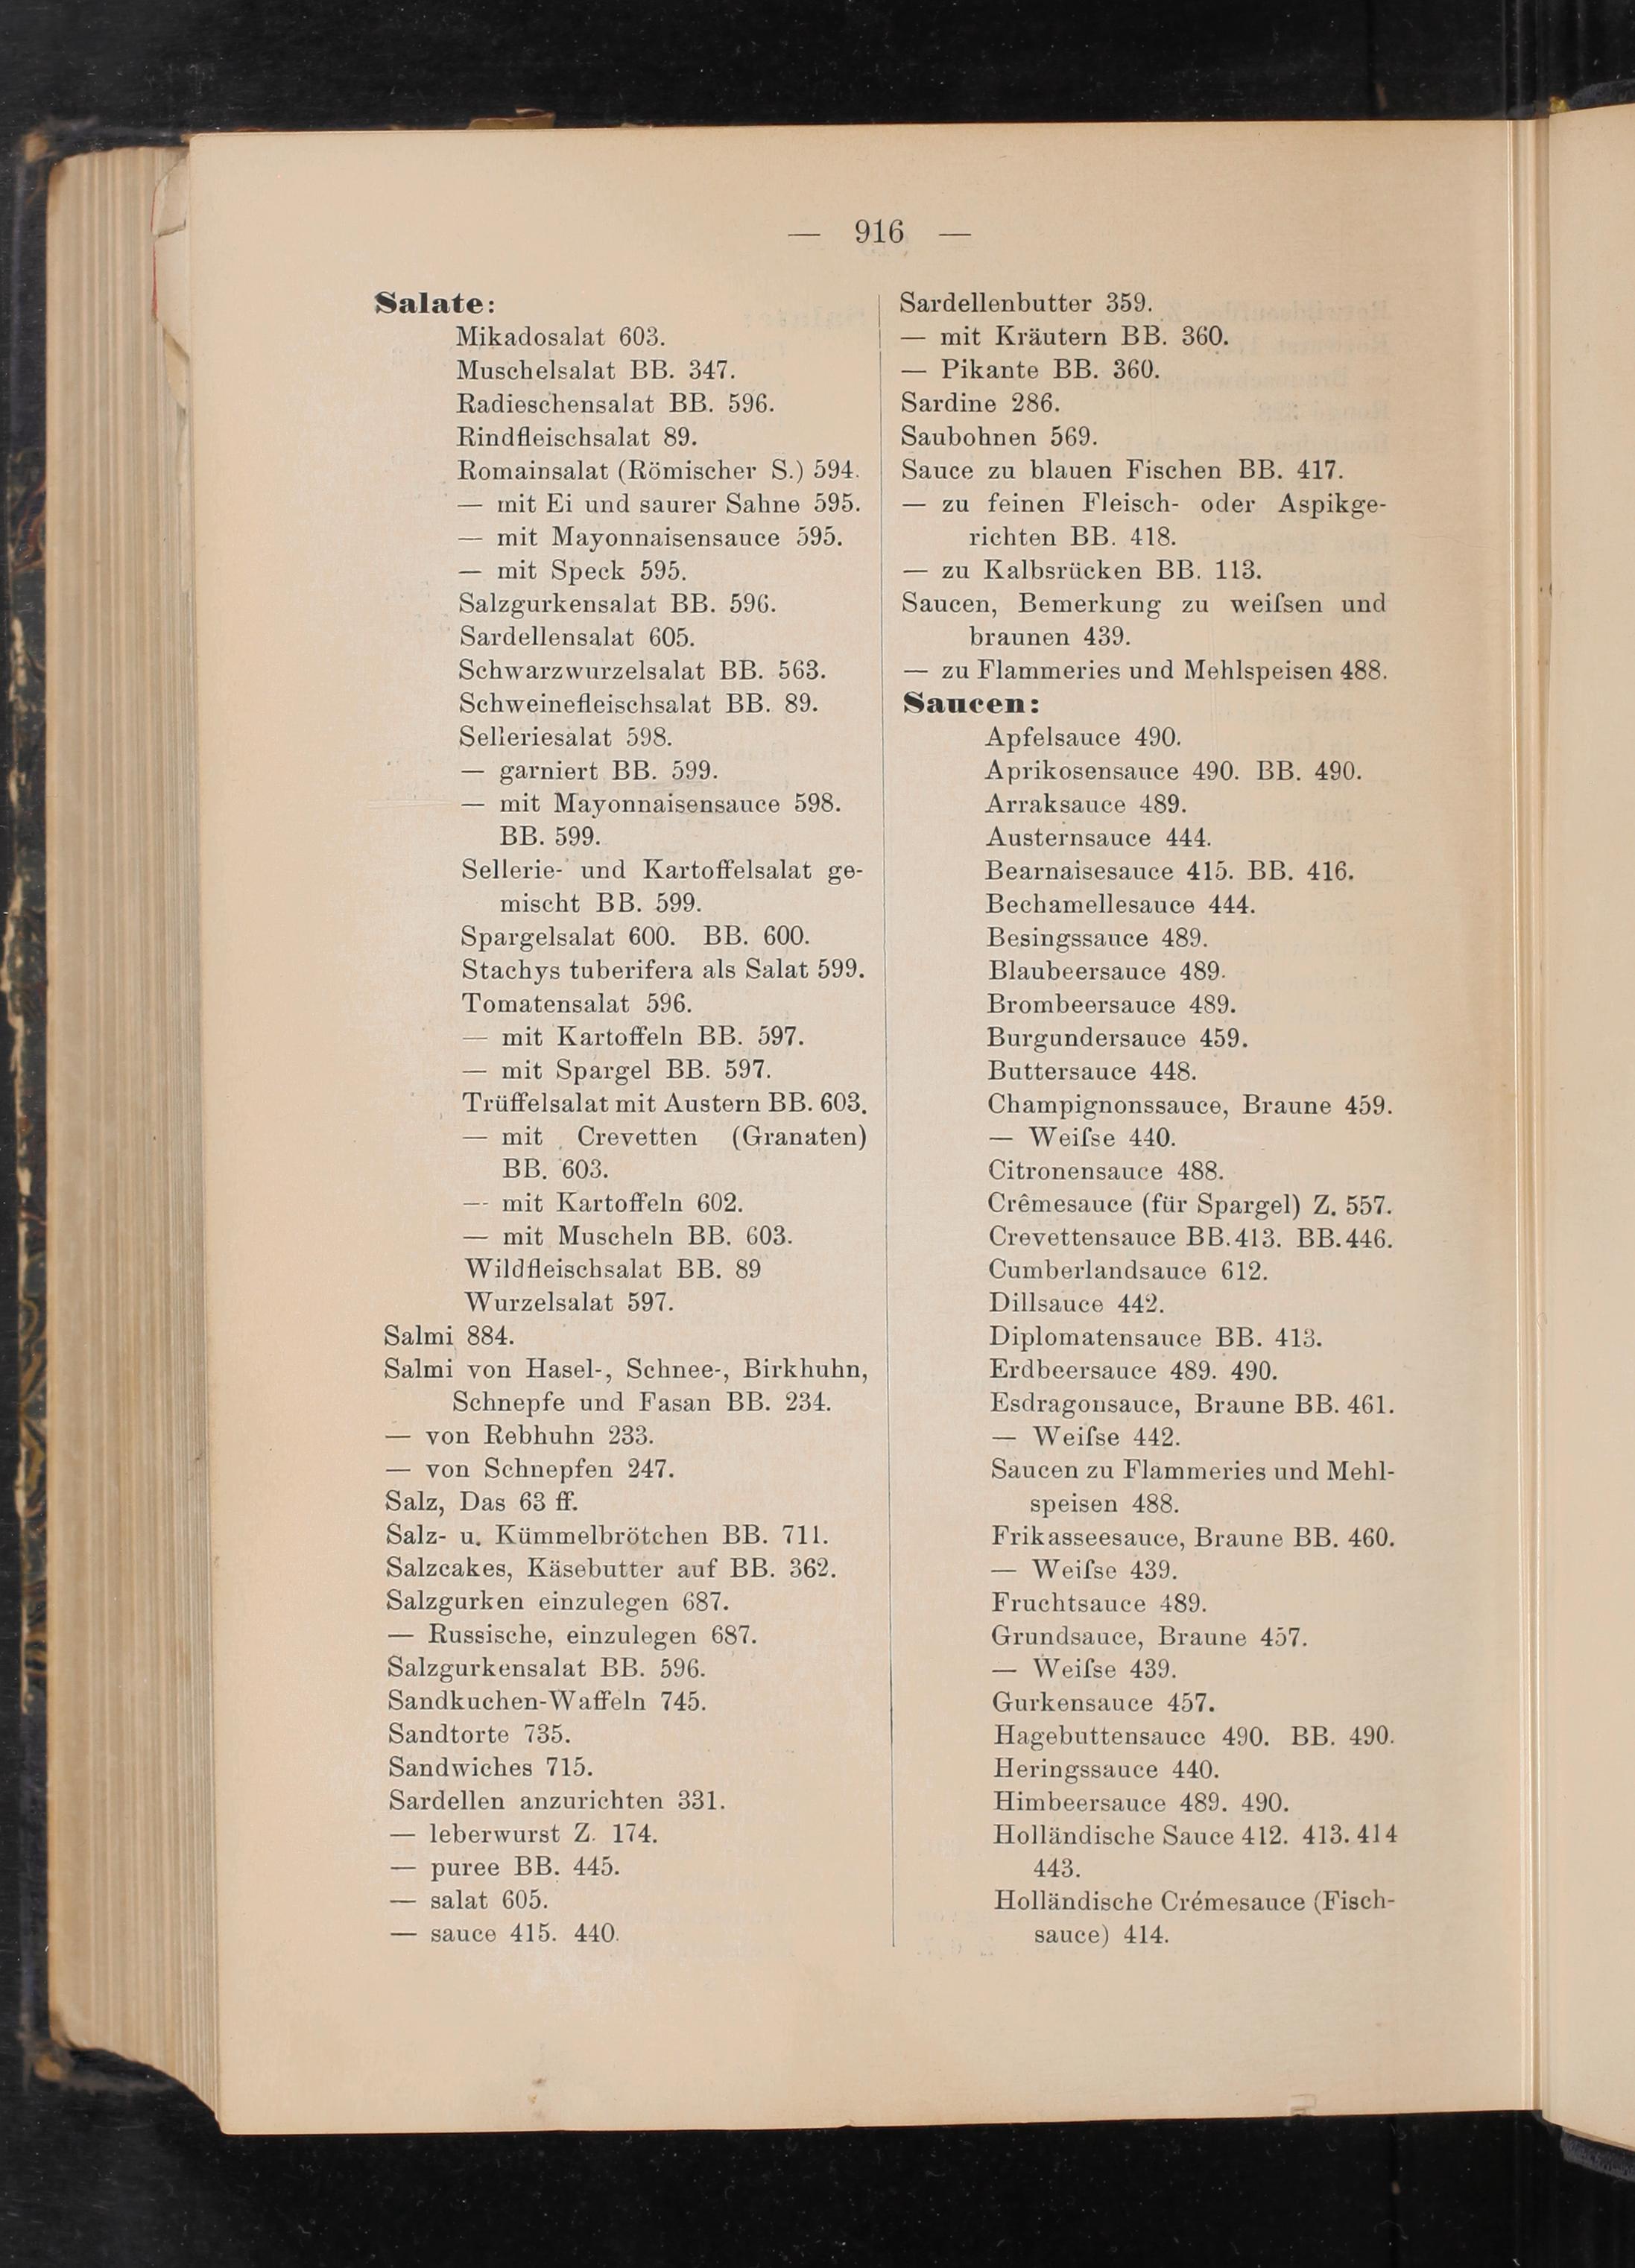 — 916 —
Salate:
Mikadosalat 603.
Muschelsalat BB. 347.
Radieschensalat BB. 596.
Rindfleischsalat 89.
Romainsalat (Römischer S.) 594.
— mit Ei und saurer Sahne 595.
— mit Mayonnaisensauce 595.
— mit Speck 595.
Salzgurkensalat BB. 596.
Sardellensalat 605.
Schwarzwurzelsalat BB. 563.
Schweinefleischsalat BB. 89.
Selleriesalat 598.
— garniert BB. 599.
— mit Mayonnaisensauce 598.
BB. 599.
Sellerie- und Kartoffelsalat ge-
mischt BB. 599.
Spargelsalat 600. BB. 600.
Stachys tuberifera als Salat 599.
Tomatensalat 596.
— mit Kartoffeln BB. 597.
— mit Spargel BB. 597.
Trüffelsalat mit Austern BB. 603.
— mit Crevetten (Granaten)
BB. 603.
— mit Kartoffeln 602.
— mit Muscheln BB. 603.
Wildfleischsalat BB. 89
Wurzelsalat 597.
Salmi 884.
Salmi von Hasel-, Schnee-, Birkhuhn,
Schnepfe und Fasan BB. 234.
— von Rebhuhn 233.
— von Schnepfen 247.
Salz, Das 63 ff.
Salz- u. Kümmelbrötchen BB. 711.
Salzcakes, Käsebutter auf BB. 362.
Salzgurken einzulegen 687.
— Russische, einzulegen 687.
Salzgurkensalat BB. 596.
Sandkuchen-Waffeln 745.
Sandtorte 735.
Sandwiches 715.
Sardellen anzurichten 331.
— leberwurst Z. 174.
— puree BB. 445.
— salat 605.
— sauce 415. 440.
Sardellenbutter 359.
— mit Kräutern BB. 360.
— Pikante BB. 360.
Sardine 286.
Saubohnen 569.
Sauce zu blauen Fischen BB. 417.
— zu feinen Fleisch- oder Aspikge-
richten BB. 418.
— zu Kalbsrücken BB. 113.
Saucen, Bemerkung zu weiſsen und
braunen 439.
— zu Flammeries und Mehlspeisen 488.
Saucen:
Apfelsauce 490.
Aprikosensauce 490. BB. 490.
Arraksauce 489.
Austernsauce 444.
Bearnaisesauce 415. BB. 416.
Bechamellesauce 444.
Besingssauce 489.
Blaubeersauce 489.
Brombeersauce 489.
Burgundersauce 459.
Buttersauce 448.
Champignonssauce, Braune 459.
— Weiſse 440.
Citronensauce 488.
Crêmesauce (für Spargel) Z. 557.
Crevettensauce BB. 413. BB. 446.
Cumberlandsauce 612.
Dillsauce 442.
Diplomatensauce BB. 413.
Erdbeersauce 489. 490.
Esdragonsauce, Braune BB. 461.
— Weiſse 442.
Saucen zu Flammeries und Mehl-
speisen 488.
Frikasseesauce, Braune BB. 460.
— Weiſse 439.
Fruchtsauce 489.
Grundsauce, Braune 457.
— Weiſse 439.
Gurkensauce 457.
Hagebuttensauce 490. BB. 490.
Heringssauce 440.
Himbeersauce 489. 490.
Holländische Sauce 412. 413. 414
443.
Holländische Crémesauce (Fisch-
sauce) 414.